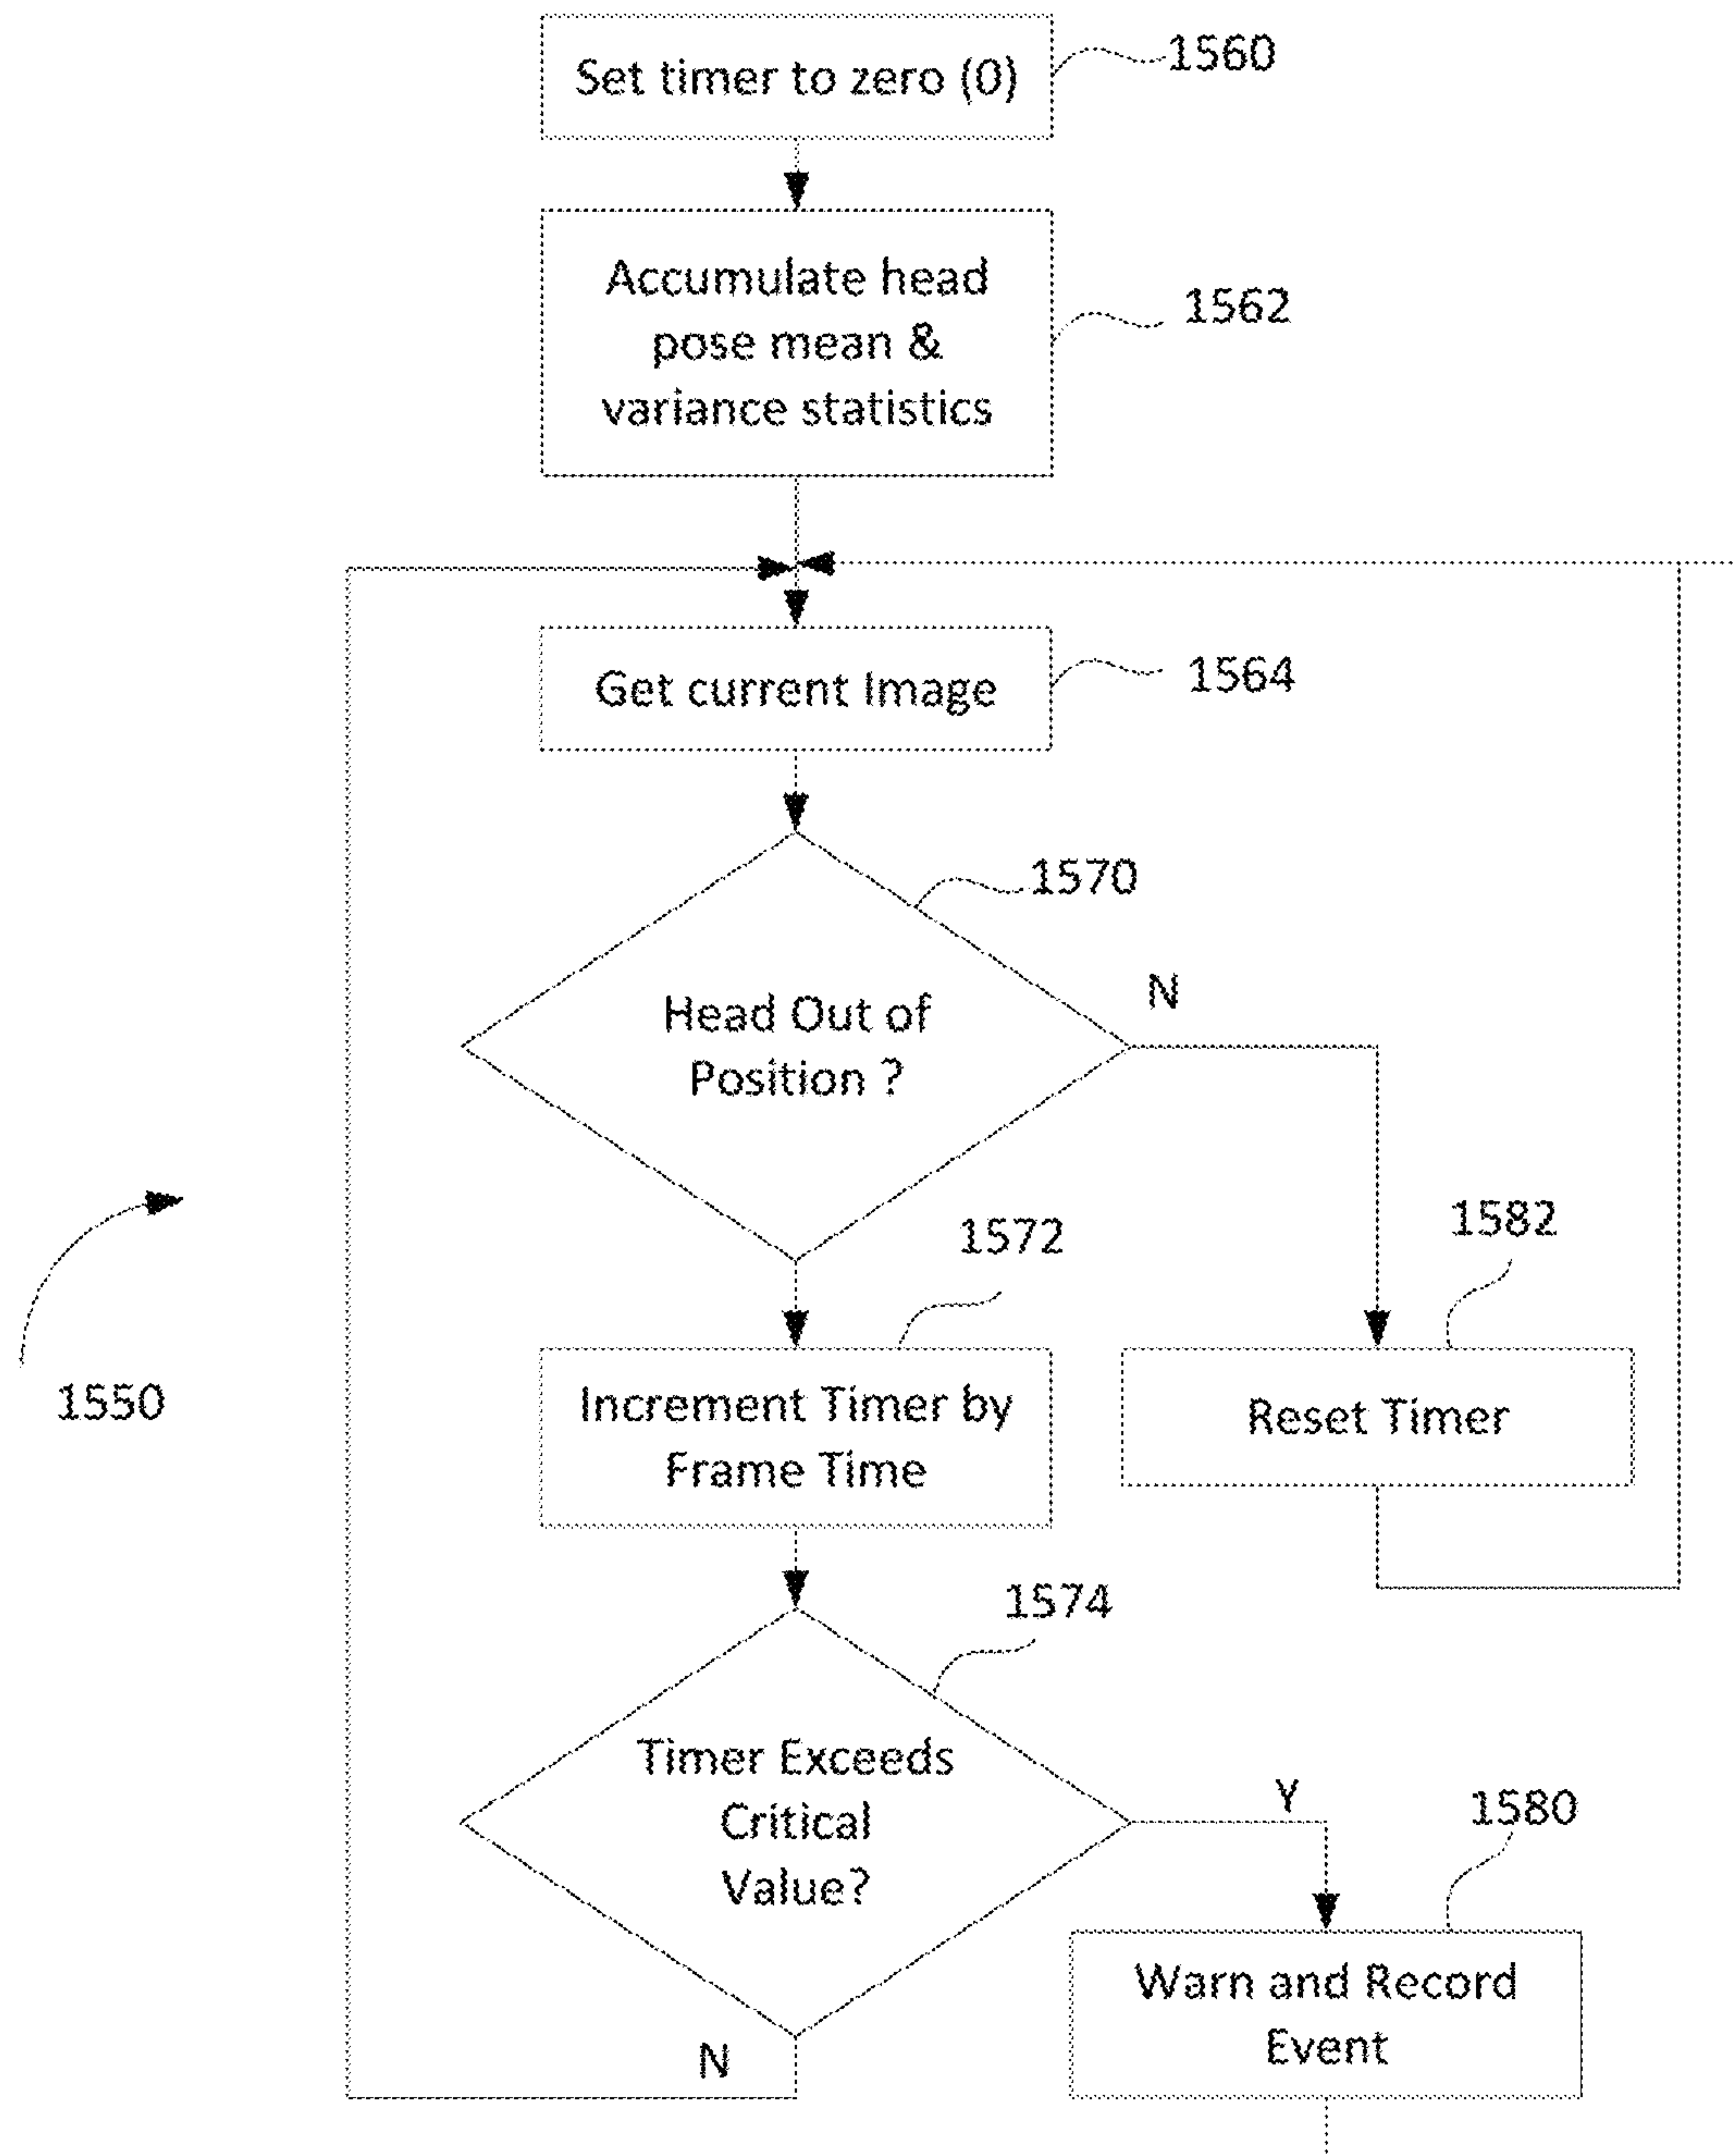 Set timer to zero (0)
1560
Accumulate head
pose mean &
variance statistics
1562
Get current Image
1564
1570
Head Out of
Position ?
N
1572
1582
Increment Timer by
Frame Time
Reset Timer
1550
1574
Timer Exceeds
Critical
Value?
Y
1580
Warn and Record
Event
N